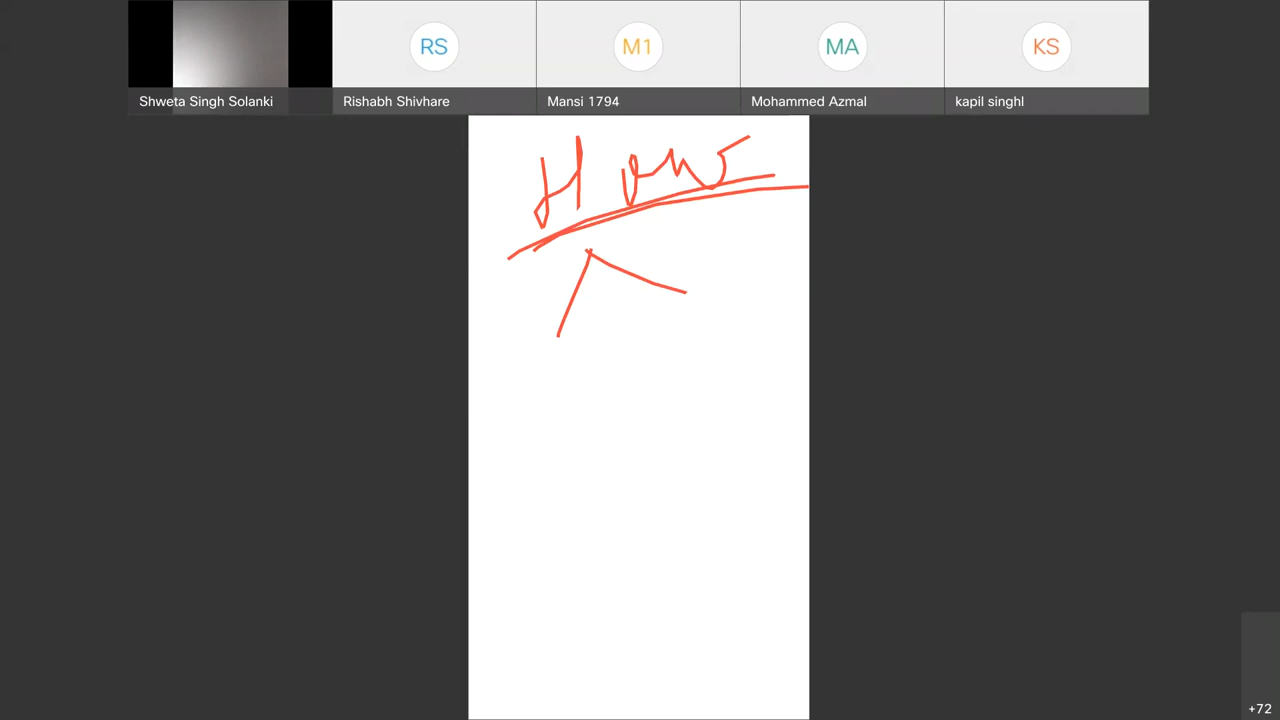 Shweta Singh Solanki
RS
Rishabh Shivhare
M1
Mansi 1794
MA
Mohammed Azmal
KS
kapil singhl
+72